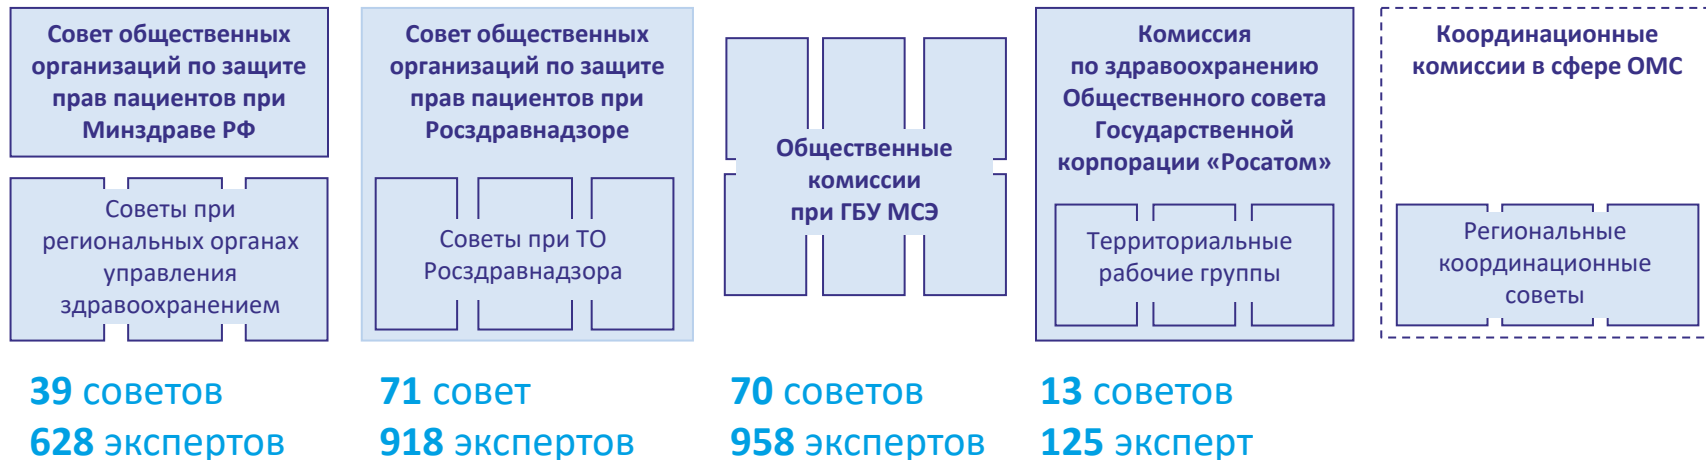 Совет общественных
организаций по защите
прав пациентов при
Минздраве РФ
Советы при
региональных органах
управления
здравоохранением
39 советов
628 экспертов
Совет общественных
организаций по защите
прав пациентов при
Росздравнадзоре
Советы при ТО
Росздравнадзора
71 совет
918 экспертов
Общественные
комиссии
при ГБУ МСЭ
70 советов
958 экспертов
Комиссия
по здравоохранению
Общественного совета
Государственной
корпорации «Росатом»
Территориальные
рабочие группы
13 советов
125 эксперт
Координационные
комиссии в сфере ОМС
Региональные
координационные
советы